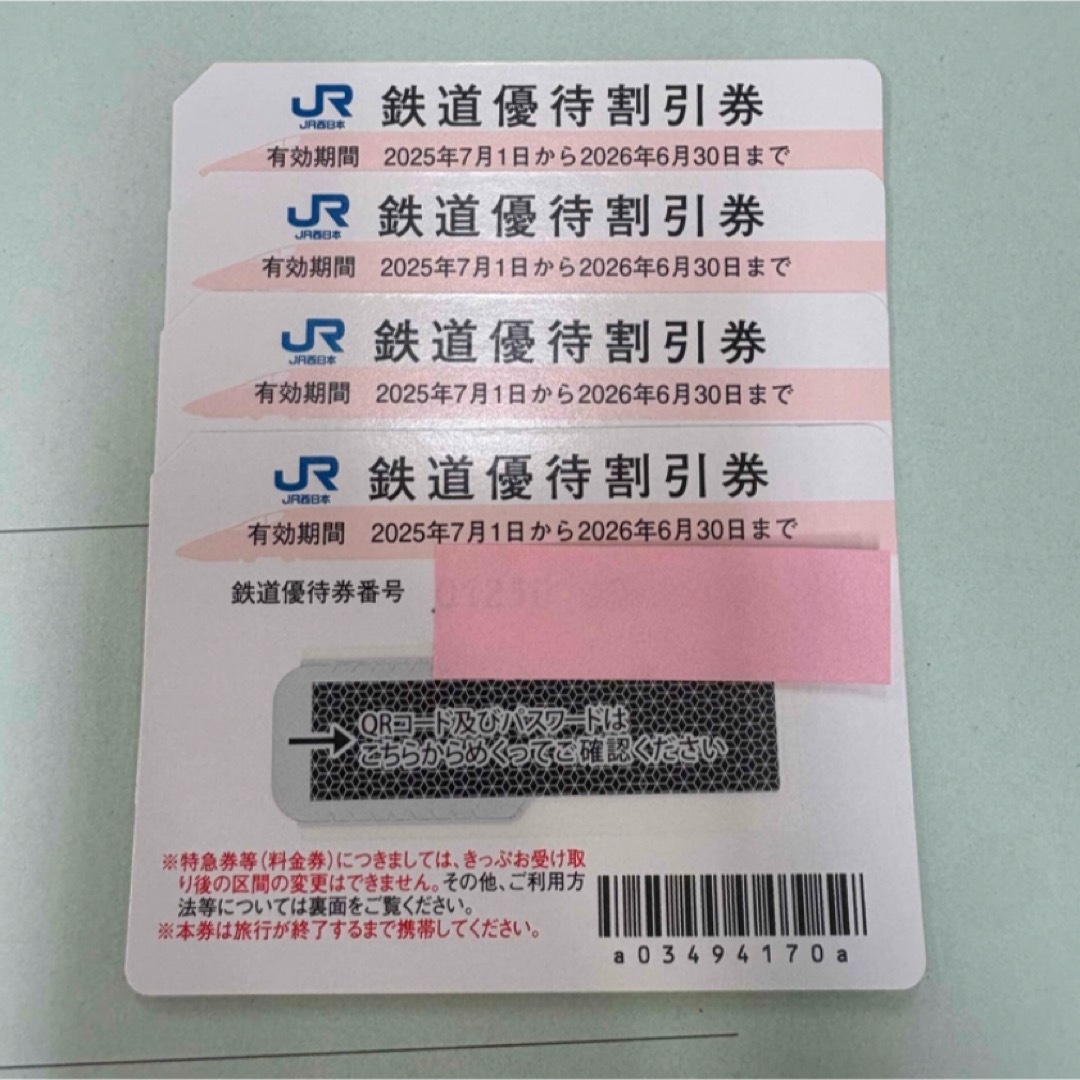 JR 鉄道優待割引券
JR西日本
有効期間 2025年7月1日から2026年6月30日まで
JR 鉄道優待割引券
JR西日本
有効期間 2025年7月1日から2026年6月30日まで
JR 鉄道優待割引券
JR西日本
有効期間 2025年7月1日から2026年6月30日まで
JR 鉄道優待割引券
JR西日本
有効期間 2025年7月1日から2026年6月30日まで
鉄道優待券番号
QRコード及びパスワードは
こちらからめくってご確認ください
※特急券等(料金券)につきましては、きっぷお受け取
り後の区間の変更はできません。その他、ご利用方
法等については裏面をご覧ください。
※本券は旅行が終了するまで携帯してください。
a03494170a